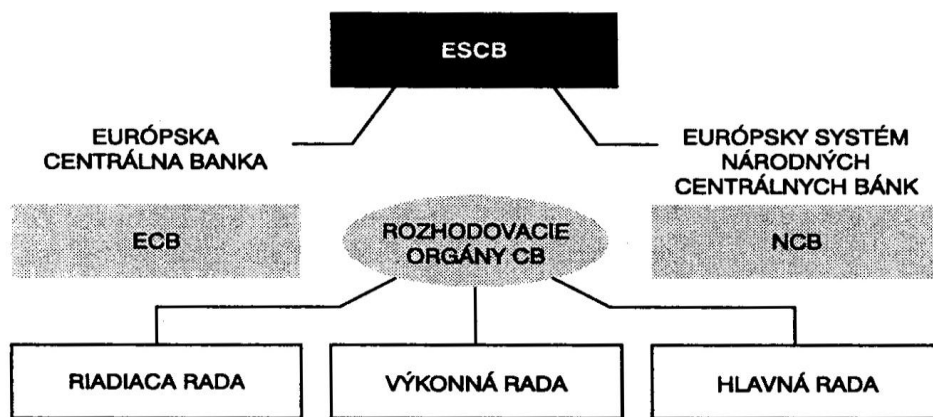 ESCB
EURÓPSKA
CENTRÁLNA BANKA
EURÓPSKY SYSTÉM
NÁRODNÝCH
CENTRÁLNYCH BÁNK
ECB
ROZHODOVACIE
ORGÁNY CB
NCB
RIADIACA RADA
VÝKONNÁ RADA
HLAVNÁ RADA